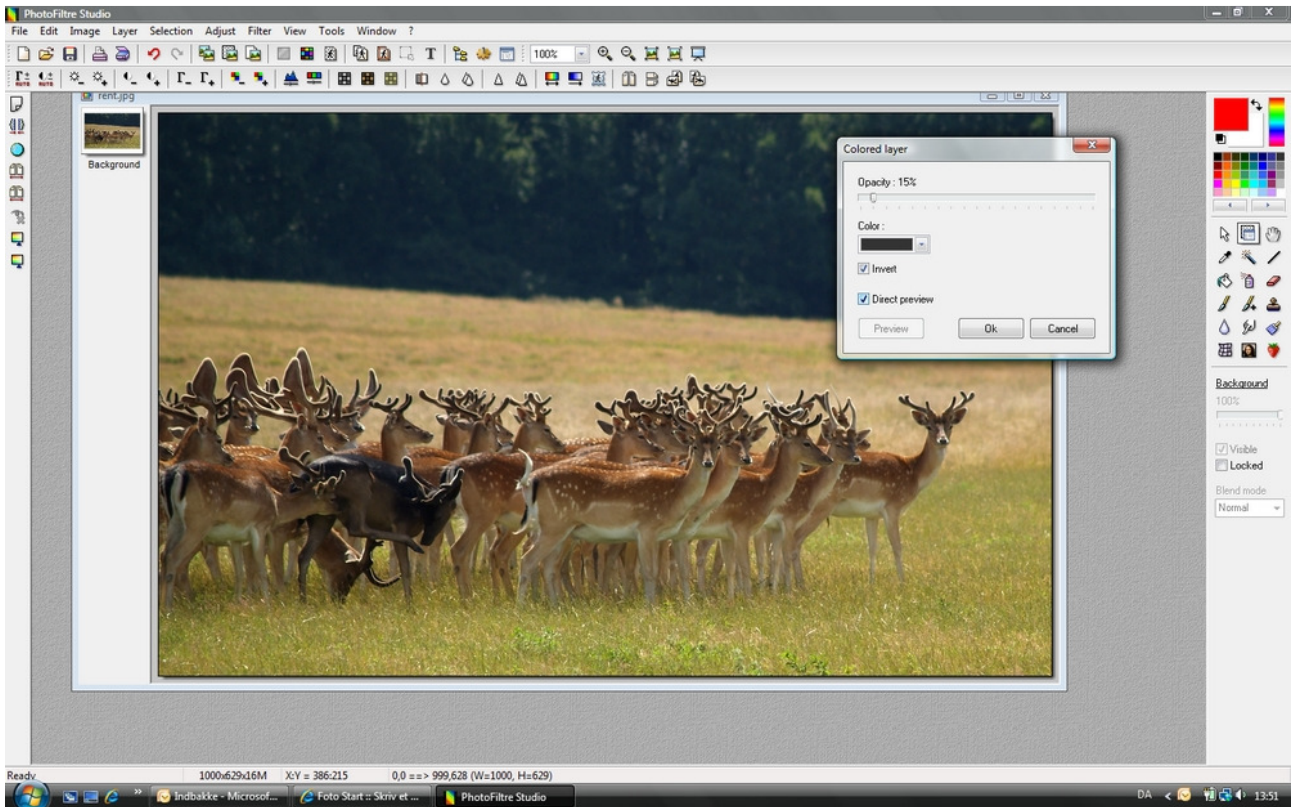 PhotoFiltre Studio
File Edit Image Layer Selection Adjust Filter View Tools Window ?
T 100%
rent.jpg
Background
Colored layer
Opacity : 15%
Color :
Invert
Direct preview
Preview Ok Cancel
Background
100%
Visible
Locked
Blend mode
Normal
Ready 1000x629x16M X:Y = 386:215 0,0 ==> 999,628 (W=1000, H=629)
Indbakke - Microsof... Foto Start :: Skriv et ... PhotoFiltre Studio DA 13:51